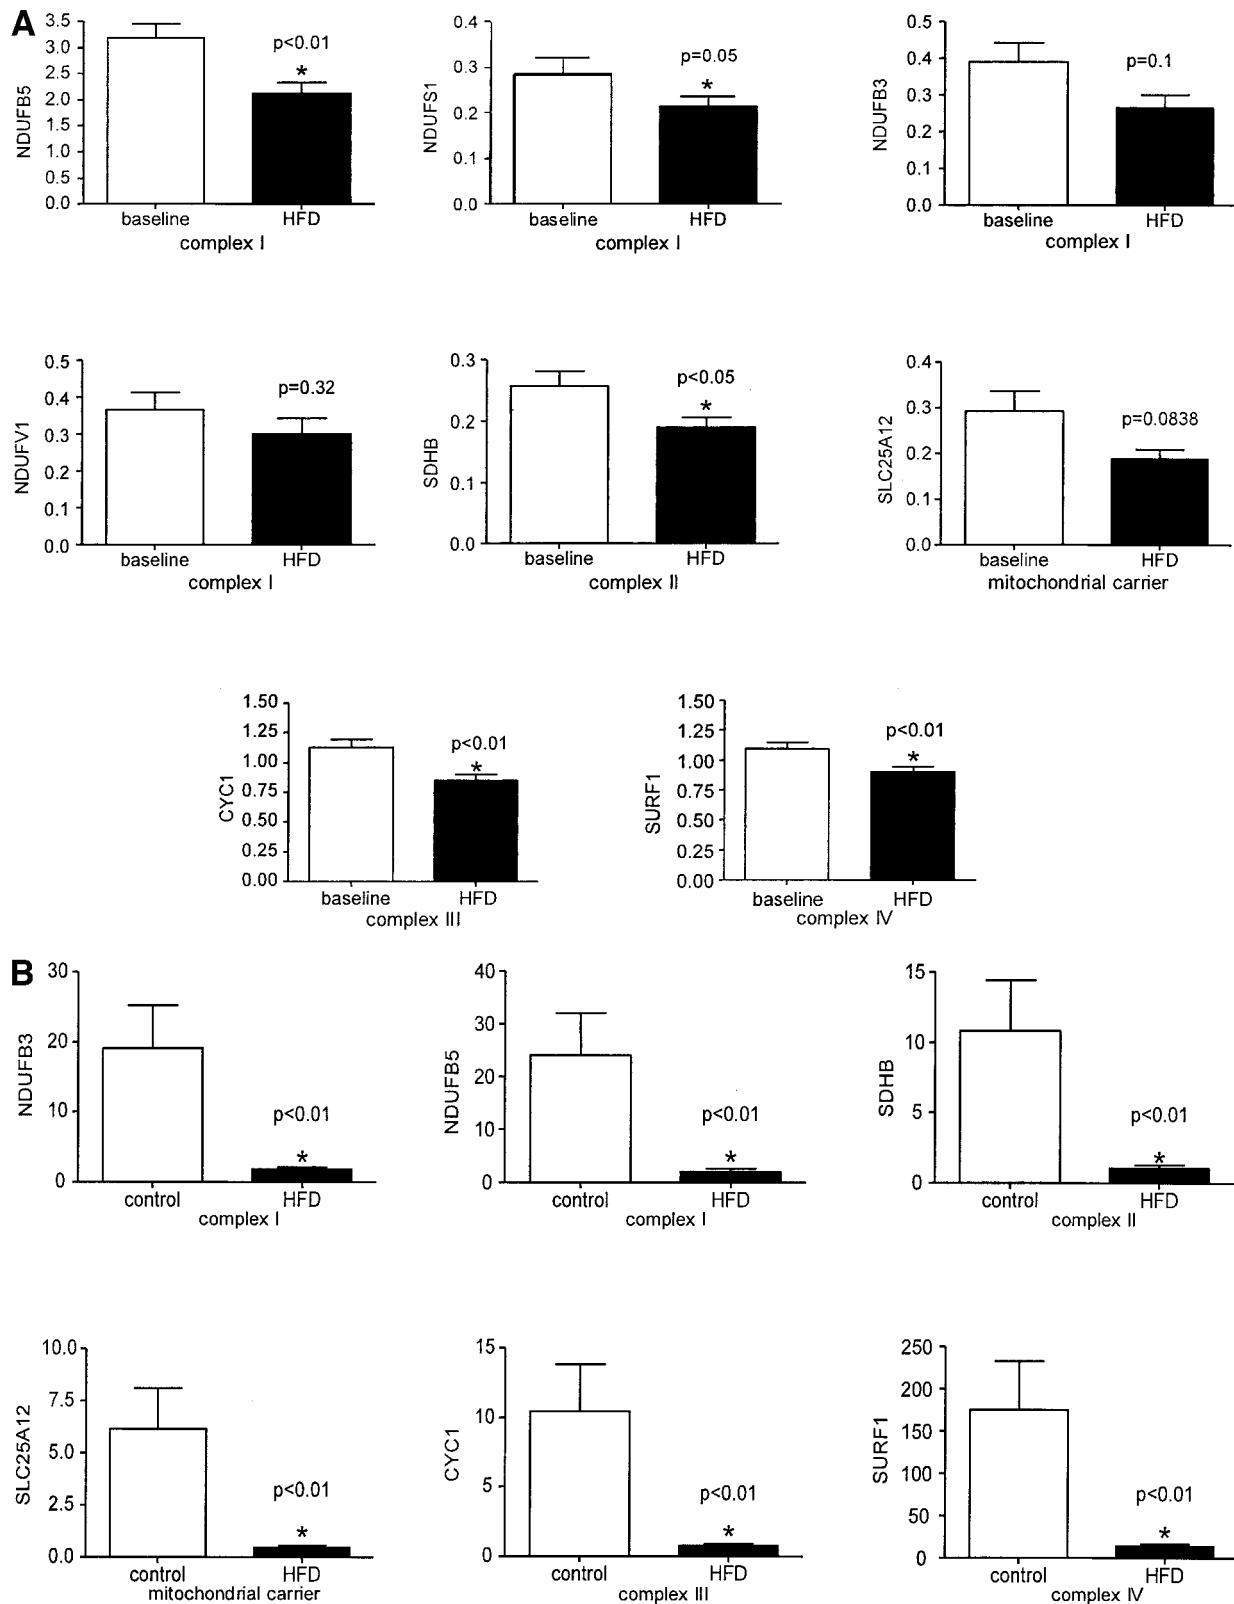 A
NDUFB5
3.5
3.0
2.5
2.0
1.5
1.0
0.5
0.0
p<0.01
*
baseline HFD
complex I
NDUFS1
0.4
0.3
0.2
0.1
0.0
p=0.05
*
baseline HFD
complex I
NDUFB3
0.5
0.4
0.3
0.2
0.1
0.0
p=0.1
baseline HFD
complex I
NDUFV1
0.5
0.4
0.3
0.2
0.1
0.0
p=0.32
baseline HFD
complex I
SDHB
0.3
0.2
0.1
0.0
p<0.05
*
baseline HFD
complex II
SLC25A12
0.4
0.3
0.2
0.1
0.0
p=0.0838
baseline HFD
mitochondrial carrier
CYC1
1.50
1.25
1.00
0.75
0.50
0.25
0.00
p<0.01
*
baseline HFD
complex III
SURF1
1.50
1.25
1.00
0.75
0.50
0.25
0.00
p<0.01
*
baseline HFD
complex IV
B
NDUFB3
30
20
10
0
p<0.01
*
control HFD
complex I
NDUFB5
40
30
20
10
0
p<0.01
*
control HFD
complex I
SDHB
15
10
5
0
p<0.01
*
control HFD
complex II
SLC25A12
10.0
7.5
5.0
2.5
0.0
p<0.01
*
control HFD
mitochondrial carrier
CYC1
15
10
5
0
p<0.01
*
control HFD
complex III
SURF1
250
200
150
100
50
0
p<0.01
*
control HFD
complex IV